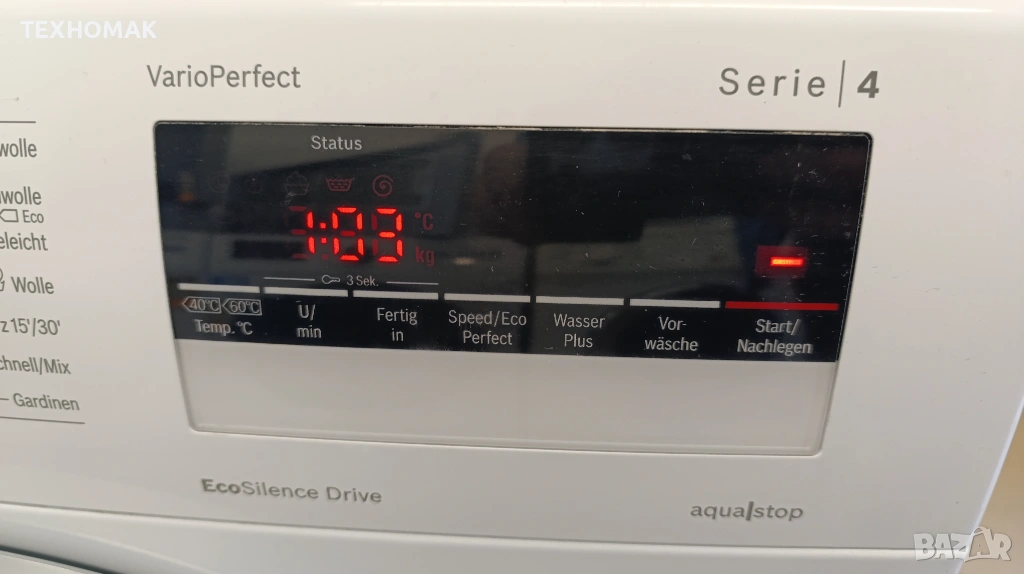 ТЕХНОМАК
VarioPerfect
Serie | 4
wolle
Status
wolle
Eco
eleicht
1:03 °C
kg
Wolle
3 Sek.
40°C 60°C
Temp. °C
U/
min
Fertig
in
Speed/Eco
Perfect
Wasser
Plus
Vor-
wäsche
Start/
Nachlegen
z 15'/30'
chnell/Mix
Gardinen
EcoSilence Drive
aqua/stop
BAZAR